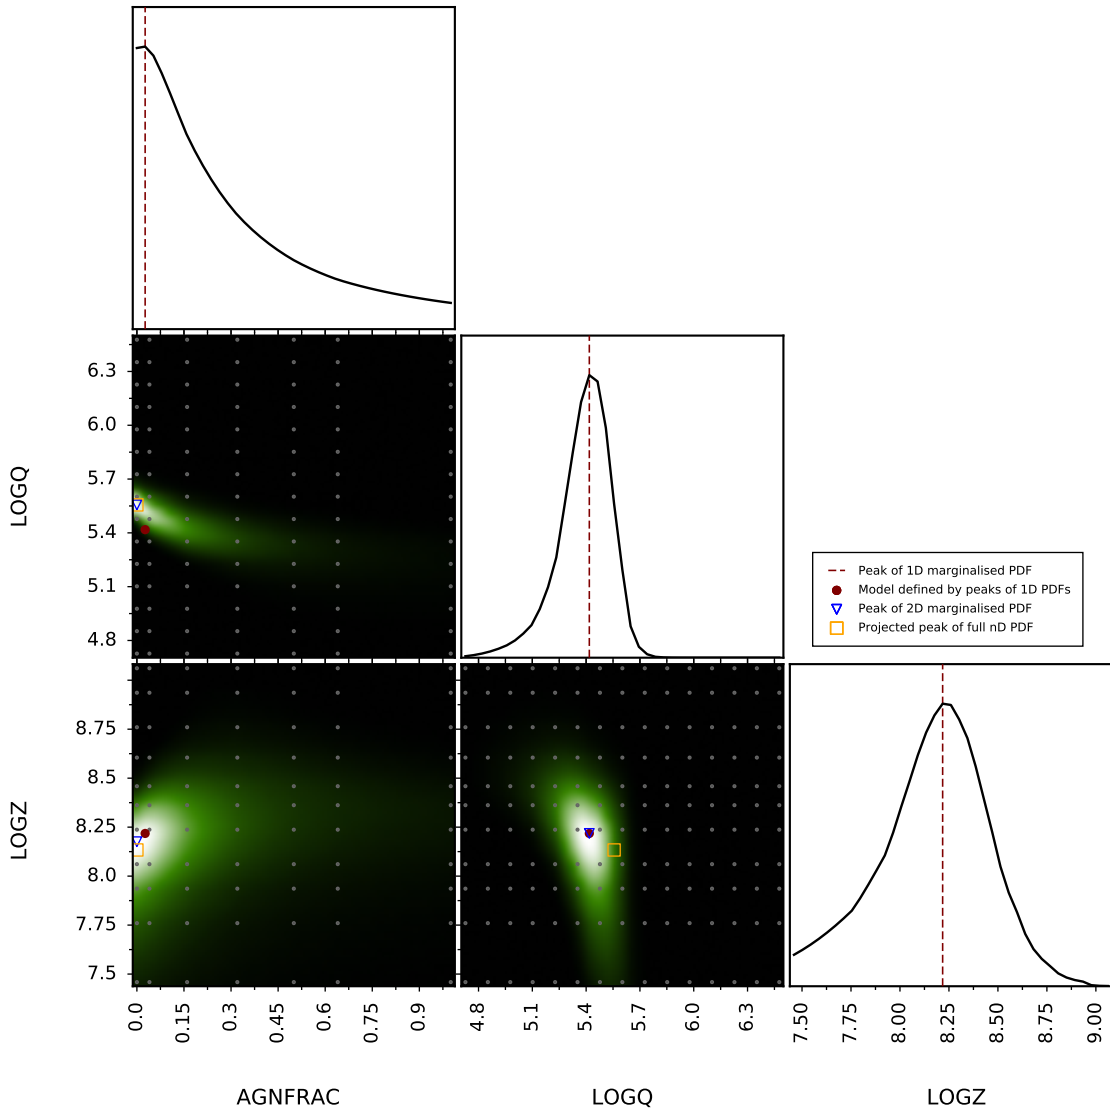 LOGQ
6.3
6.0
5.7
5.4
5.1
4.8
Peak of 1D marginalised PDF
Model defined by peaks of 1D PDFs
Peak of 2D marginalised PDF
Projected peak of full nD PDF
LOGZ
8.75
8.5
8.25
8.0
7.75
7.5
0.0 0.15 0.3 0.45 0.6 0.75 0.9
4.8 5.1 5.4 5.7 6.0 6.3
7.50 7.75 8.00 8.25 8.50 8.75 9.00
AGNFRAC LOGQ LOGZ